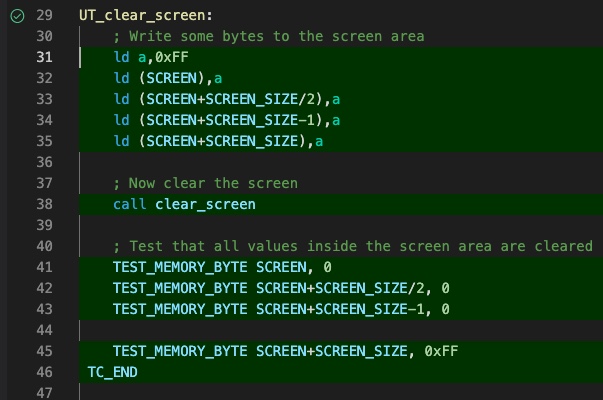 29 UT_clear_screen:
30 ; Write some bytes to the screen area
31 ld a,0xFF
32 ld (SCREEN),a
33 ld (SCREEN+SCREEN_SIZE/2),a
34 ld (SCREEN+SCREEN_SIZE-1),a
35 ld (SCREEN+SCREEN_SIZE),a
36
37 ; Now clear the screen
38 call clear_screen
39
40 ; Test that all values inside the screen area are cleared
41 TEST_MEMORY_BYTE SCREEN, 0
42 TEST_MEMORY_BYTE SCREEN+SCREEN_SIZE/2, 0
43 TEST_MEMORY_BYTE SCREEN+SCREEN_SIZE-1, 0
44
45 TEST_MEMORY_BYTE SCREEN+SCREEN_SIZE, 0xFF
46 TC_END
47